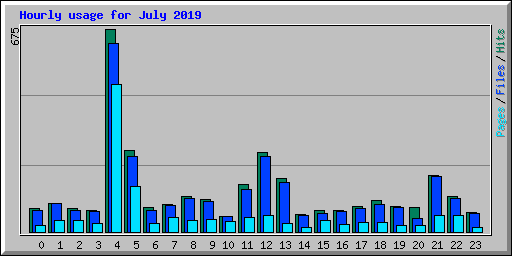 Hourly usage for July 2019
675
Pages/Files/Hits
0 1 2 3 4 5 6 7 8 9 10 11 12 13 14 15 16 17 18 19 20 21 22 23